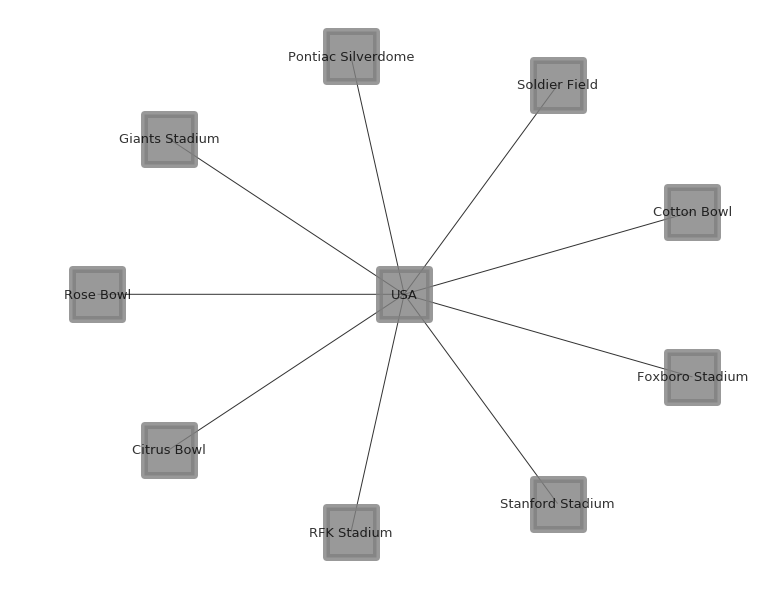 Pontiac Silverdome
Soldier Field
Giants Stadium
Cotton Bowl
Rose Bowl
USA
Foxboro Stadium
Citrus Bowl
Stanford Stadium
RFK Stadium